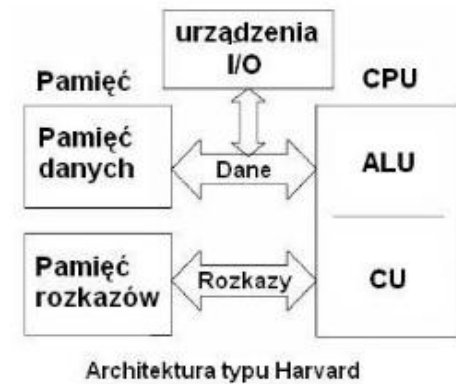 urządzenia
I/O
Pamięć
CPU
Pamięć
danych
Dane
ALU
Pamięć
rozkazów
Rozkazy
CU
Architektura typu Harvard